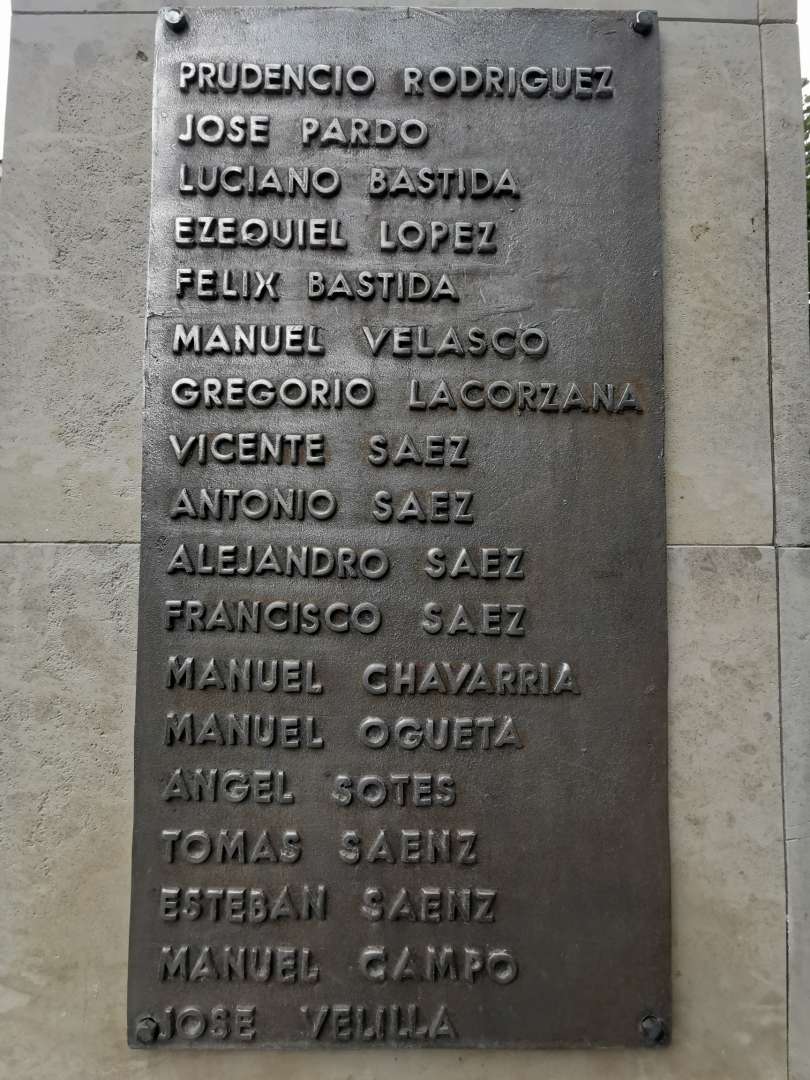 PRUDENCIO RODRIGUEZ
JOSE PARDO
LUCIANO BASTIDA
EZEQUIEL LOPEZ
FELIX BASTIDA
MANUEL VELASCO
GREGORIO LACORZANA
VICENTE SAEZ
ANTONIO SAEZ
ALEJANDRO SAEZ
FRANCISCO SAEZ
MANUEL CHAVARRIA
MANUEL OGUETA
ANGEL SOTES
TOMAS SAENZ
ESTEBAN SAENZ
MANUEL CAMPO
JOSE VELILLA